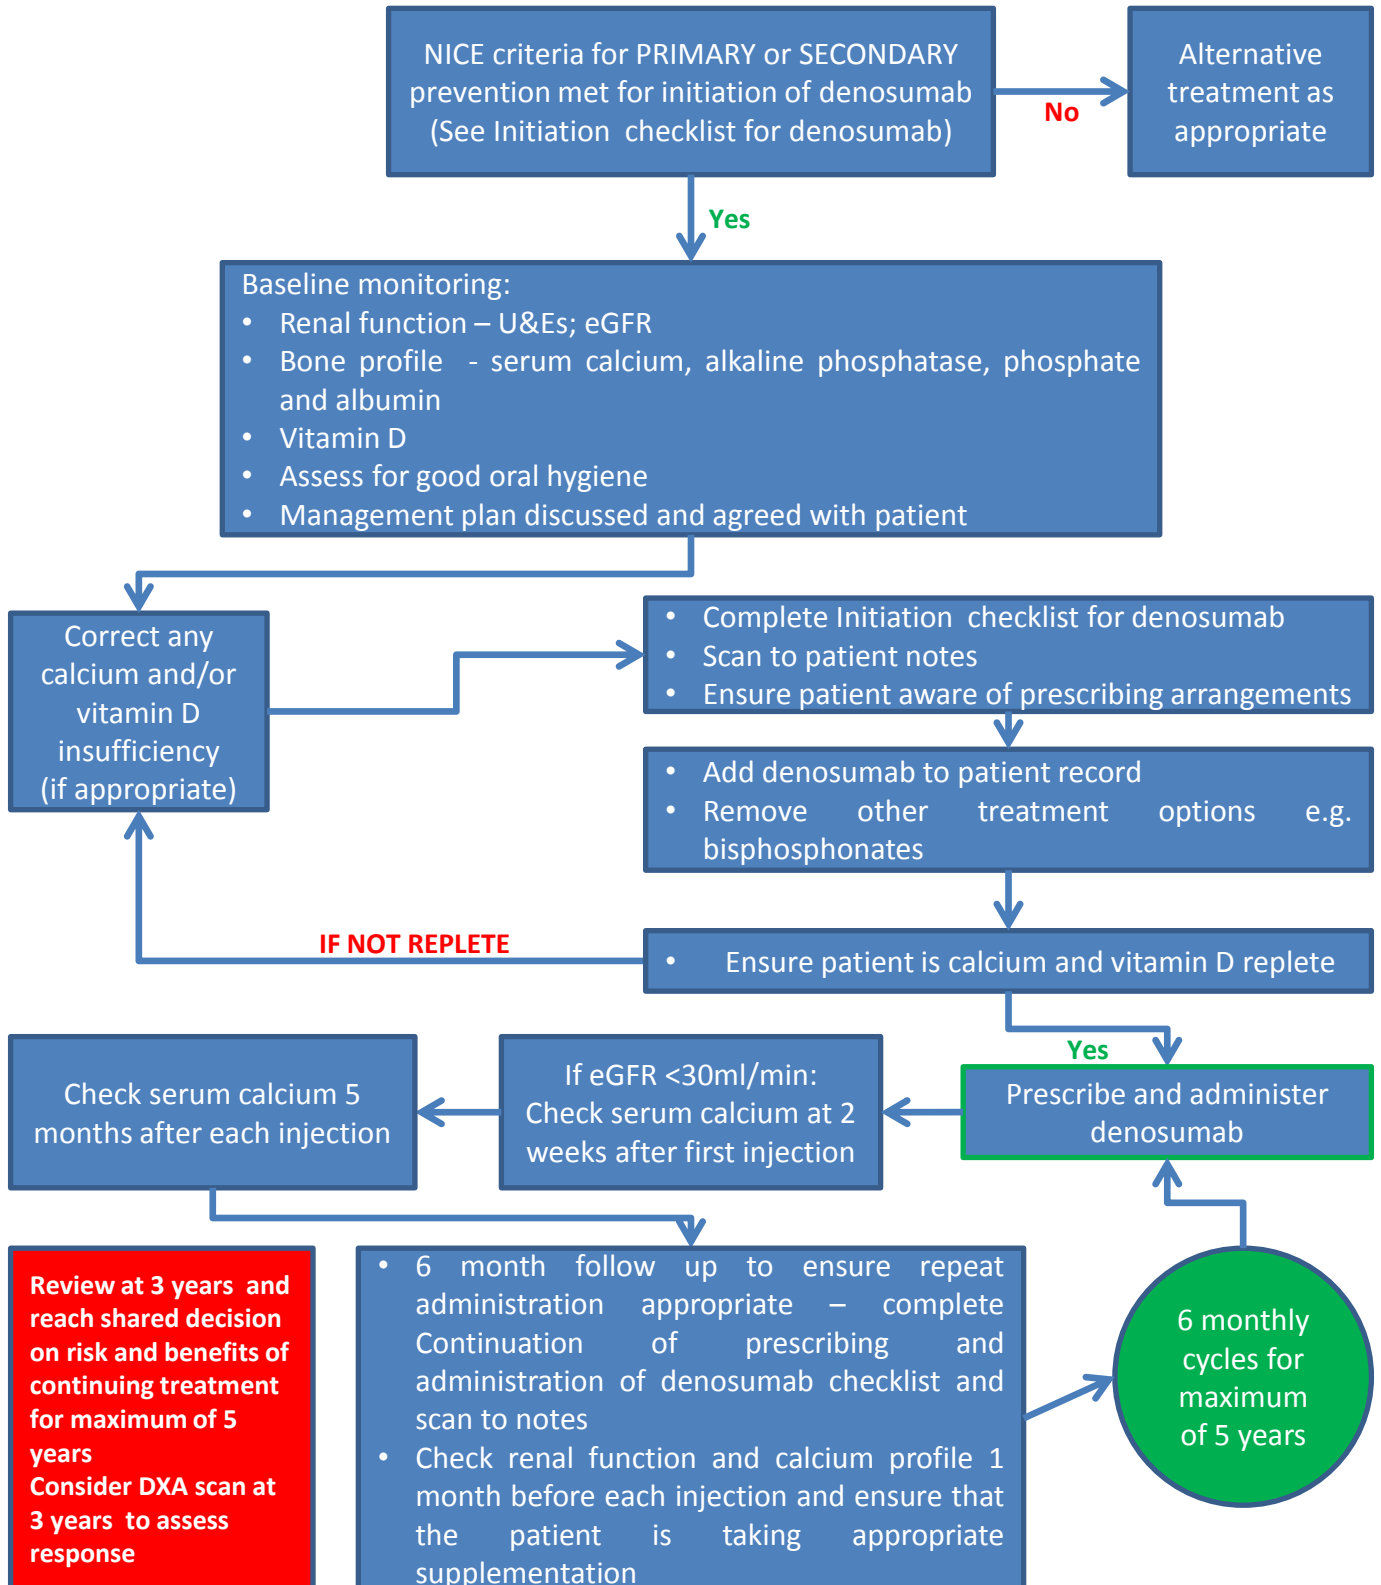 NICE criteria for PRIMARY or SECONDARY
prevention met for initiation of denosumab
(See Initiation checklist for denosumab)
No
Alternative
treatment as
appropriate
Yes
Baseline monitoring:
• Renal function – U&Es; eGFR
• Bone profile - serum calcium, alkaline phosphatase, phosphate
and albumin
• Vitamin D
• Assess for good oral hygiene
• Management plan discussed and agreed with patient
Correct any
calcium and/or
vitamin D
insufficiency
(if appropriate)
• Complete Initiation checklist for denosumab
• Scan to patient notes
• Ensure patient aware of prescribing arrangements
• Add denosumab to patient record
• Remove other treatment options e.g.
bisphosphonates
IF NOT REPLETE
• Ensure patient is calcium and vitamin D replete
Yes
Prescribe and administer
denosumab
If eGFR <30ml/min:
Check serum calcium at 2
weeks after first injection
Check serum calcium 5
months after each injection
Review at 3 years and
reach shared decision
on risk and benefits of
continuing treatment
for maximum of 5
years
Consider DXA scan at
3 years to assess
response
• 6 month follow up to ensure repeat
administration appropriate – complete
Continuation of prescribing and
administration of denosumab checklist and
scan to notes
• Check renal function and calcium profile 1
month before each injection and ensure that
the patient is taking appropriate
supplementation
6 monthly
cycles for
maximum
of 5 years